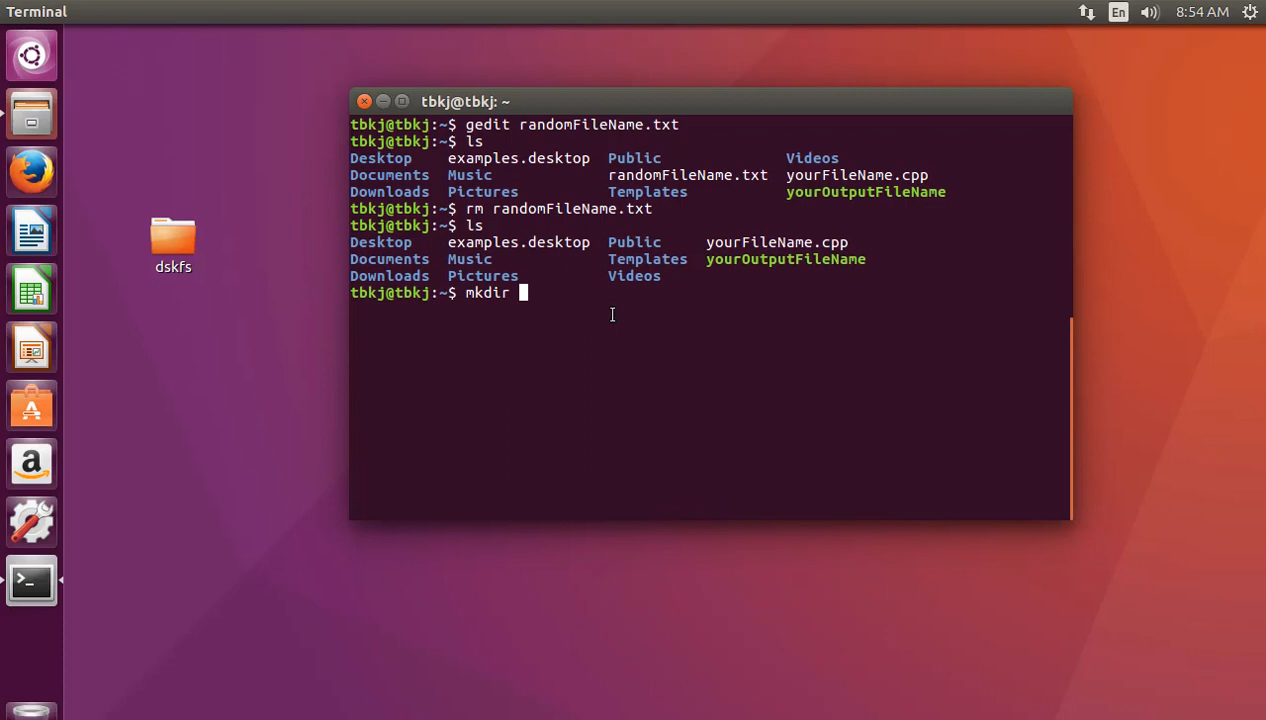 Terminal
En
8:54 AM
tbkj@tbkj: ~
tbkj@tbkj:~$ gedit randomFileName.txt
tbkj@tbkj:~$ ls
Desktop examples.desktop Public Videos
Documents Music randomFileName.txt yourFileName.cpp
Downloads Pictures Templates yourOutputFileName
tbkj@tbkj:~$ rm randomFileName.txt
tbkj@tbkj:~$ ls
Desktop examples.desktop Public yourFileName.cpp
Documents Music Templates yourOutputFileName
Downloads Pictures Videos
tbkj@tbkj:~$ mkdir
dskfs